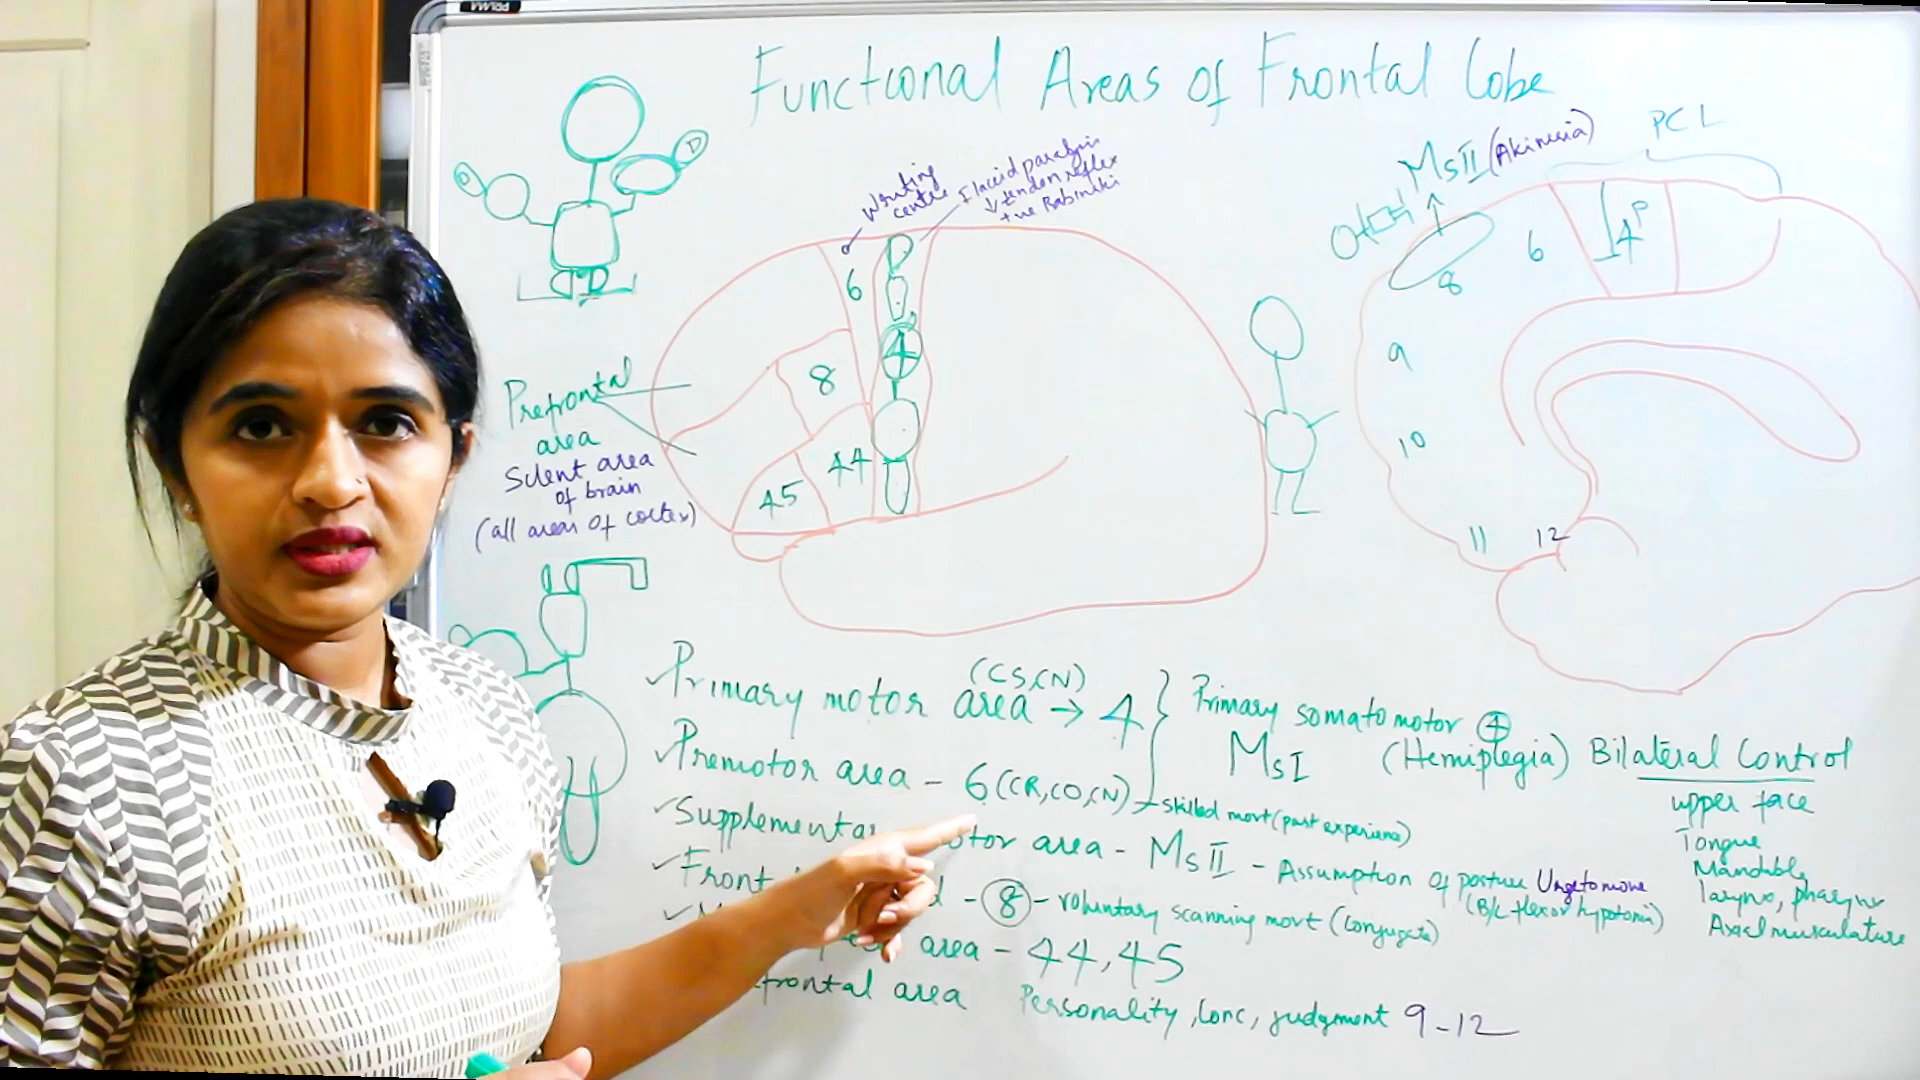 Functional Areas of Frontal Lobe
PCL
MsII (Akinesia)
Writing centre
Flaccid paralysis
↓ tendon reflex
+ve Babinski
D
D
6
4
8
44
45
6
4
P
8
9
10
11
12
Prefrontal area
Silent area of brain
(all areas of cortex)
(CS,CN)
Primary motor area → 4
Primary somatomotor 4
MsI (Hemiplegia)
Bilateral Control
upper face
Tongue
Mandible
larynx, pharynx
Axial musculature
Premotor area - 6 (CR,CO,CN) skilled movt (past experience)
Supplementa otor area - MsII - Assumption of posture Urge to move
(B/L flexor hypotonia)
Front d - 8 - voluntary scanning movt (Conjugate)
area - 44, 45
frontal area Personality, conc, judgment 9-12